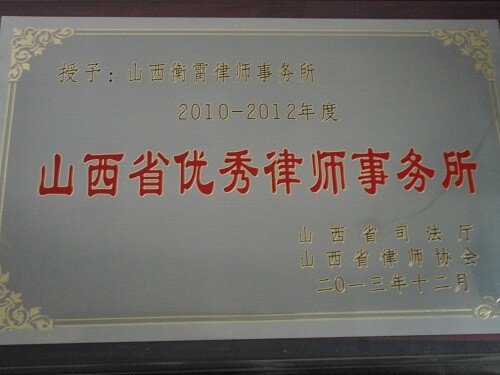 授予：山西衡霄律师事务所
2010-2012年度
山西省优秀律师事务所
山西省司法厅
山西省律师协会
二〇一三年十二月